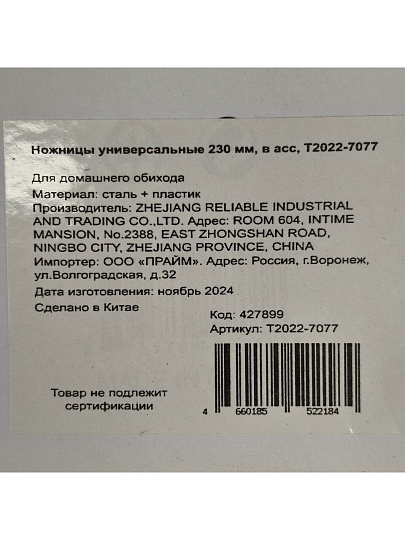 Ножницы универсальные 230 мм, в асс, T2022-7077
Для домашнего обихода
Материал: сталь + пластик
Производитель: ZHEJIANG RELIABLE INDUSTRIAL
AND TRADING CO.,LTD. Адрес: ROOM 604, INTIME
MANSION, No.2388, EAST ZHONGSHAN ROAD,
NINGBO CITY, ZHEJIANG PROVINCE, CHINA
Импортер: ООО «ПРАЙМ». Адрес: Россия, г.Воронеж,
ул.Волгоградская, д.32
Дата изготовления: ноябрь 2024
Сделано в Китае
Код: 427899
Артикул: T2022-7077
Товар не подлежит
сертификации
4 660185 522184